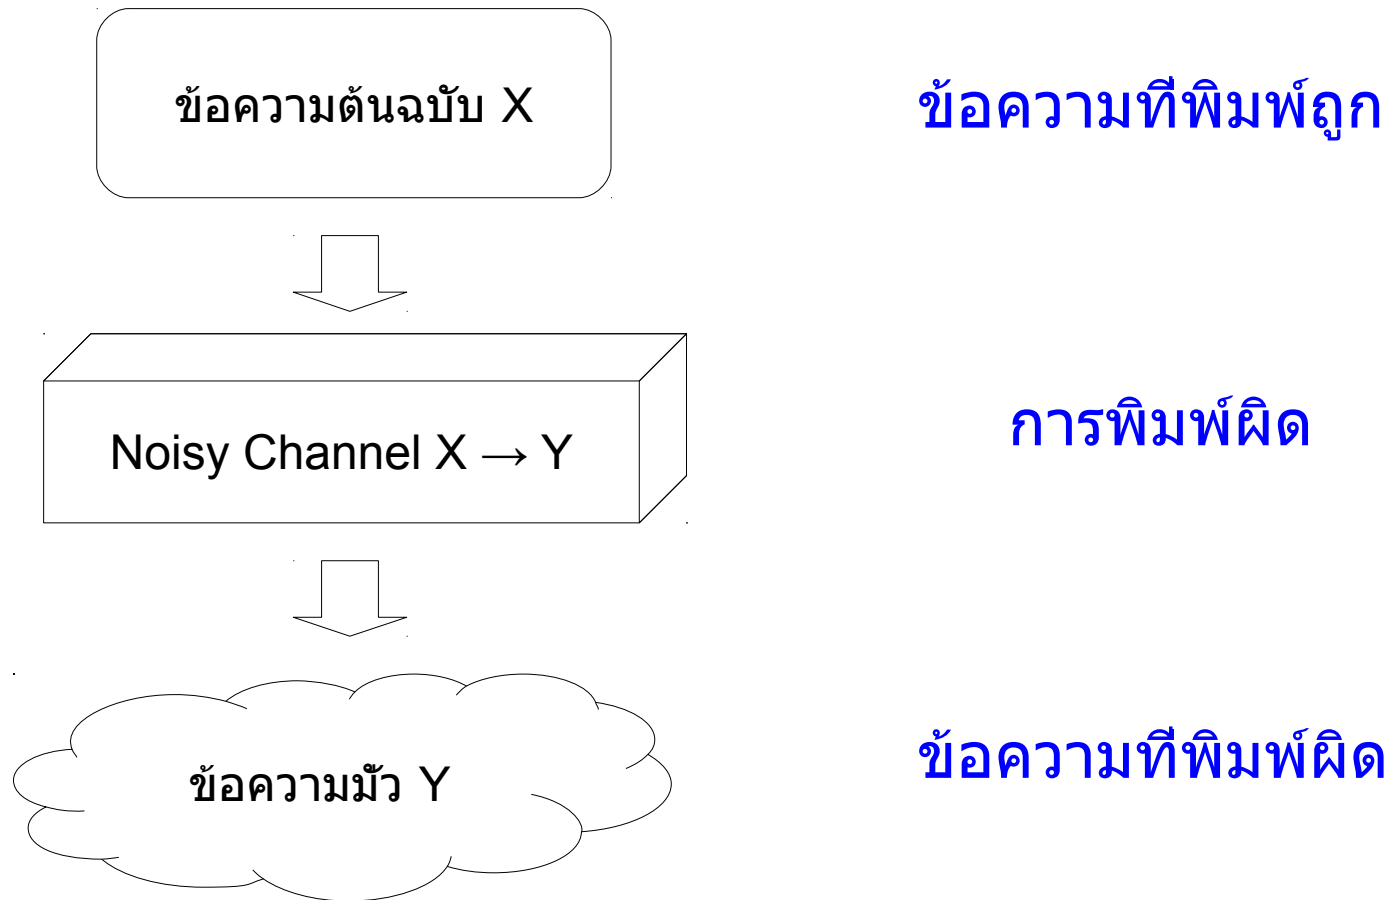 ข้อความต้นฉบับ X
ข้อความที่พิมพ์ถูก
Noisy Channel X → Y
การพิมพ์ผิด
ข้อความมัว Y
ข้อความที่พิมพ์ผิด